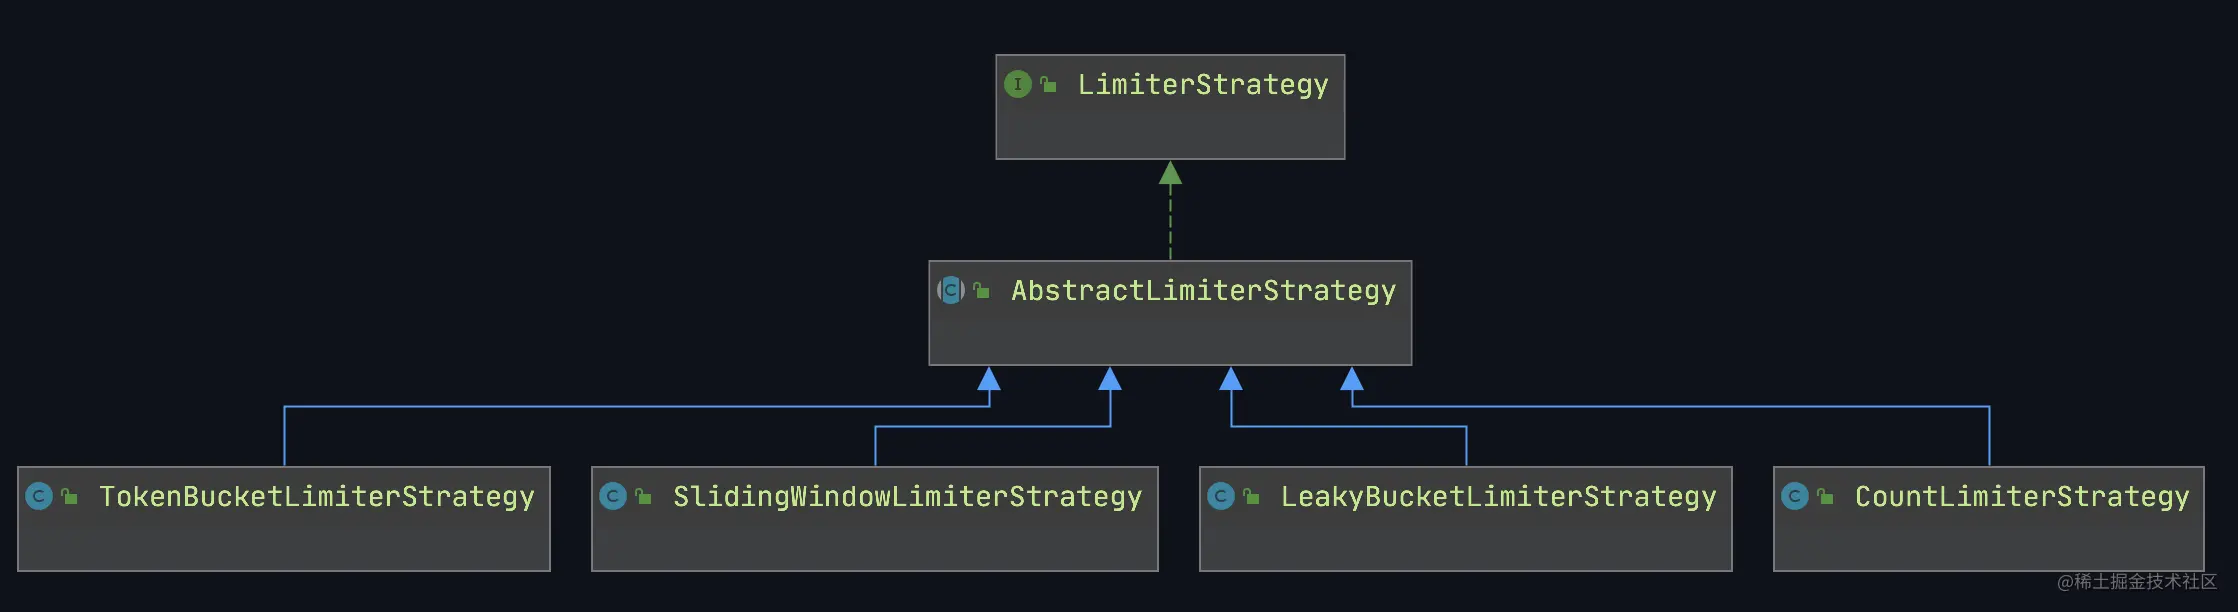 I LimiterStrategy
C AbstractLimiterStrategy
C TokenBucketLimiterStrategy
C SlidingWindowLimiterStrategy
C LeakyBucketLimiterStrategy
C CountLimiterStrategy
@稀土掘金技术社区